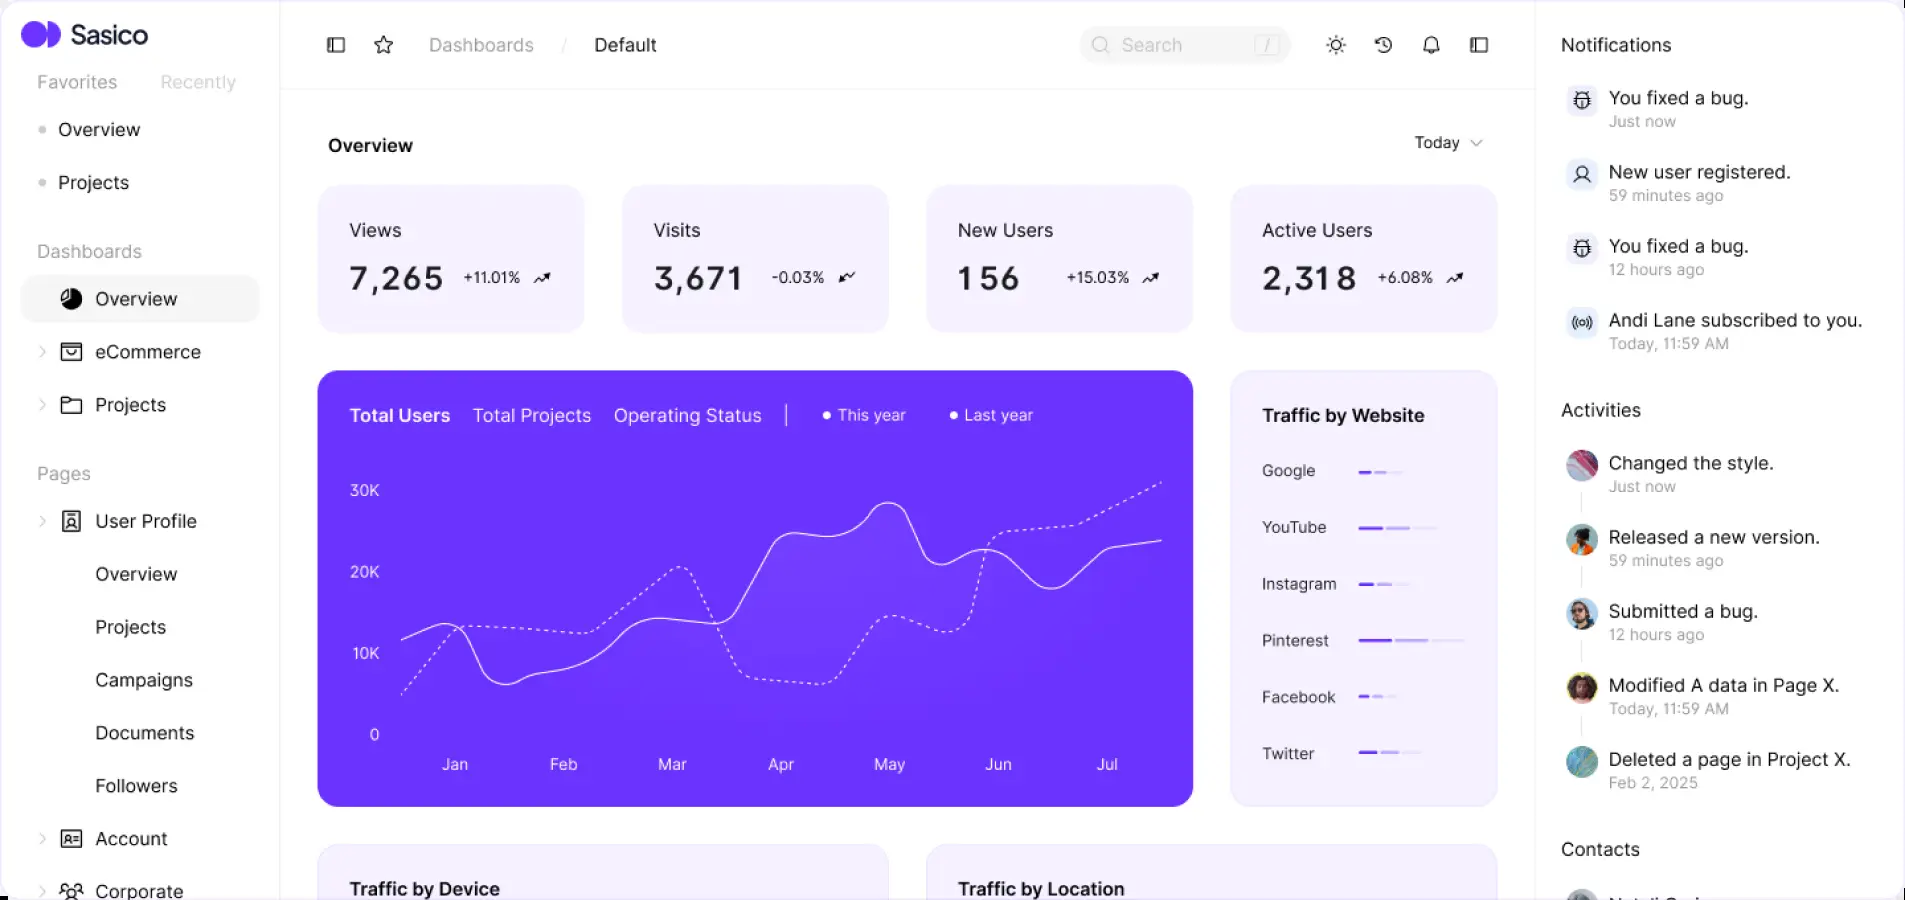 Sasico
Favorites Recently
Overview
Projects
Dashboards
Overview
eCommerce
Projects
Pages
User Profile
Overview
Projects
Campaigns
Documents
Followers
Account
Corporate
Dashboards / Default
Search /
Overview
Today
Views
7,265 +11.01%
Visits
3,671 -0.03%
New Users
156 +15.03%
Active Users
2,318 +6.08%
Total Users Total Projects Operating Status | This year Last year
30K
20K
10K
0
Jan Feb Mar Apr May Jun Jul
Traffic by Website
Google
YouTube
Instagram
Pinterest
Facebook
Twitter
Traffic by Device
Traffic by Location
Notifications
You fixed a bug.
Just now
New user registered.
59 minutes ago
You fixed a bug.
12 hours ago
Andi Lane subscribed to you.
Today, 11:59 AM
Activities
Changed the style.
Just now
Released a new version.
59 minutes ago
Submitted a bug.
12 hours ago
Modified A data in Page X.
Today, 11:59 AM
Deleted a page in Project X.
Feb 2, 2025
Contacts